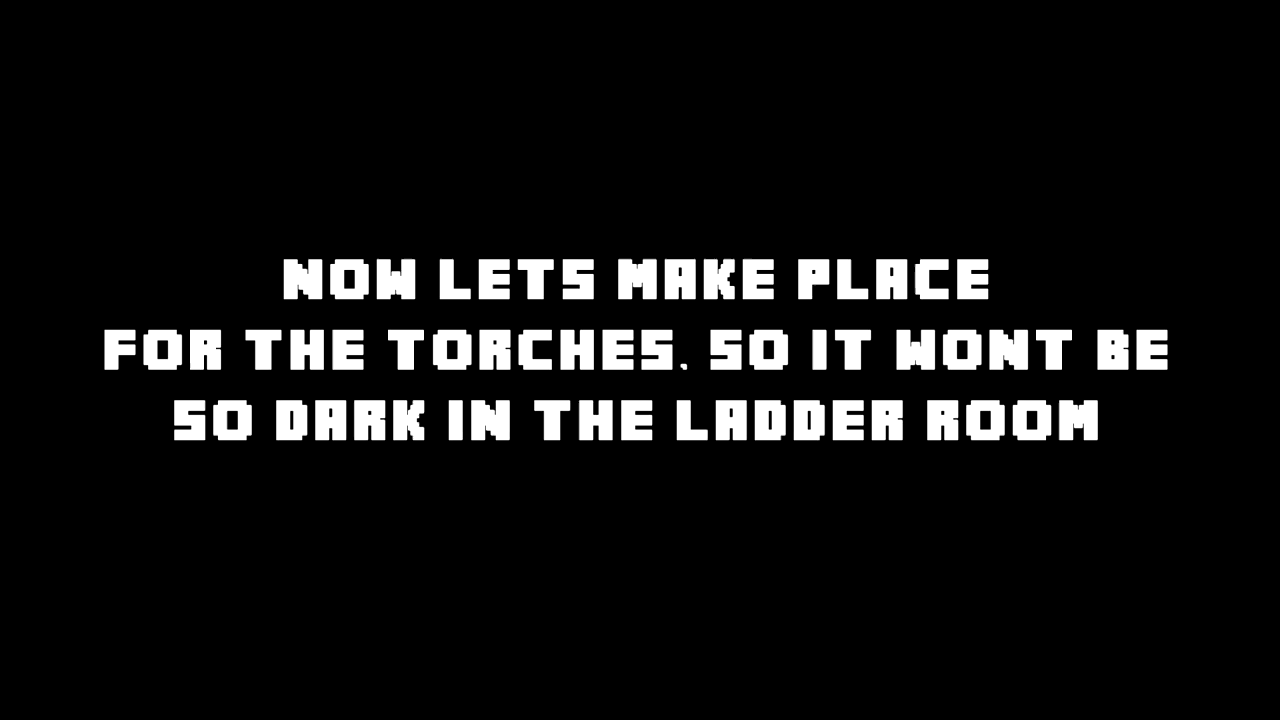 NOW LETS MAKE PLACE
FOR THE TORCHES, SO IT WONT BE
SO DARK IN THE LADDER ROOM